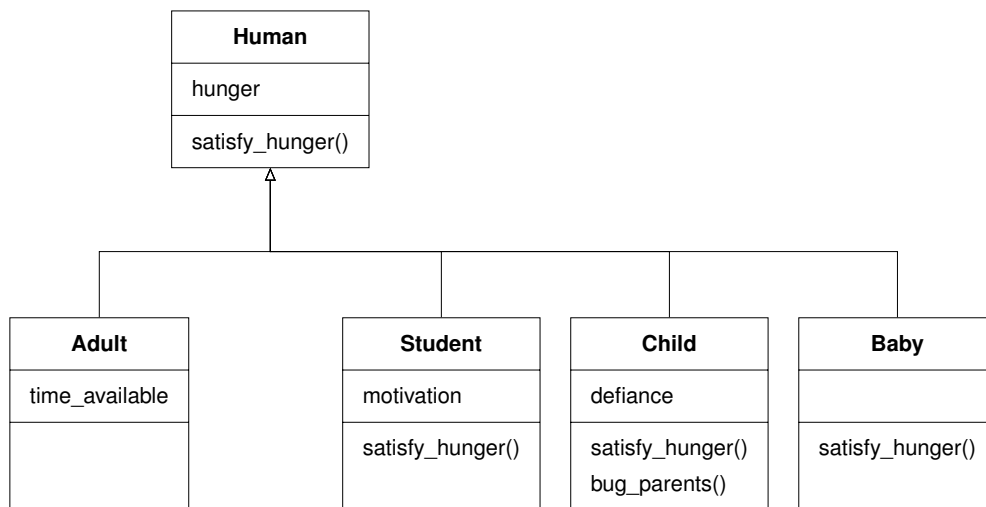 Human
hunger
satisfy_hunger()
Adult
time_available
Student
motivation
satisfy_hunger()
Child
defiance
satisfy_hunger()
bug_parents()
Baby
satisfy_hunger()